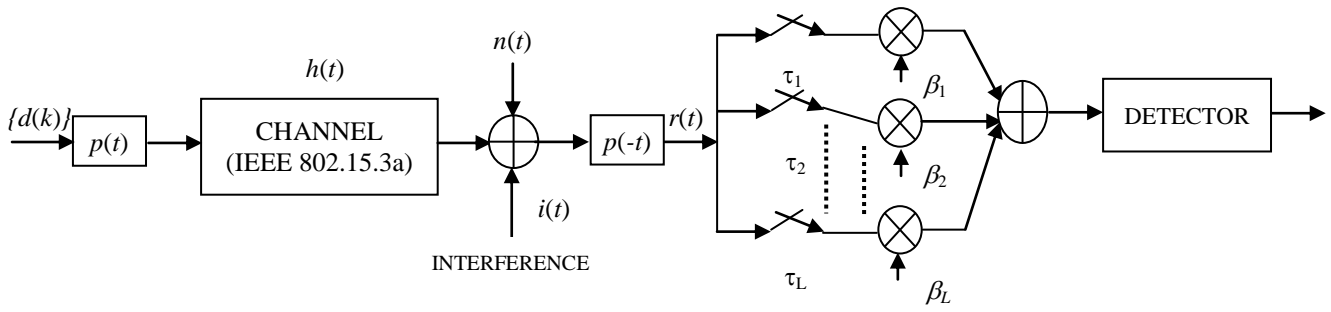 {d(k)}
p(t)
h(t)
CHANNEL
(IEEE 802.15.3a)
n(t)
i(t)
INTERFERENCE
p(-t)
r(t)
τ1
β1
τ2
β2
τL
βL
DETECTOR